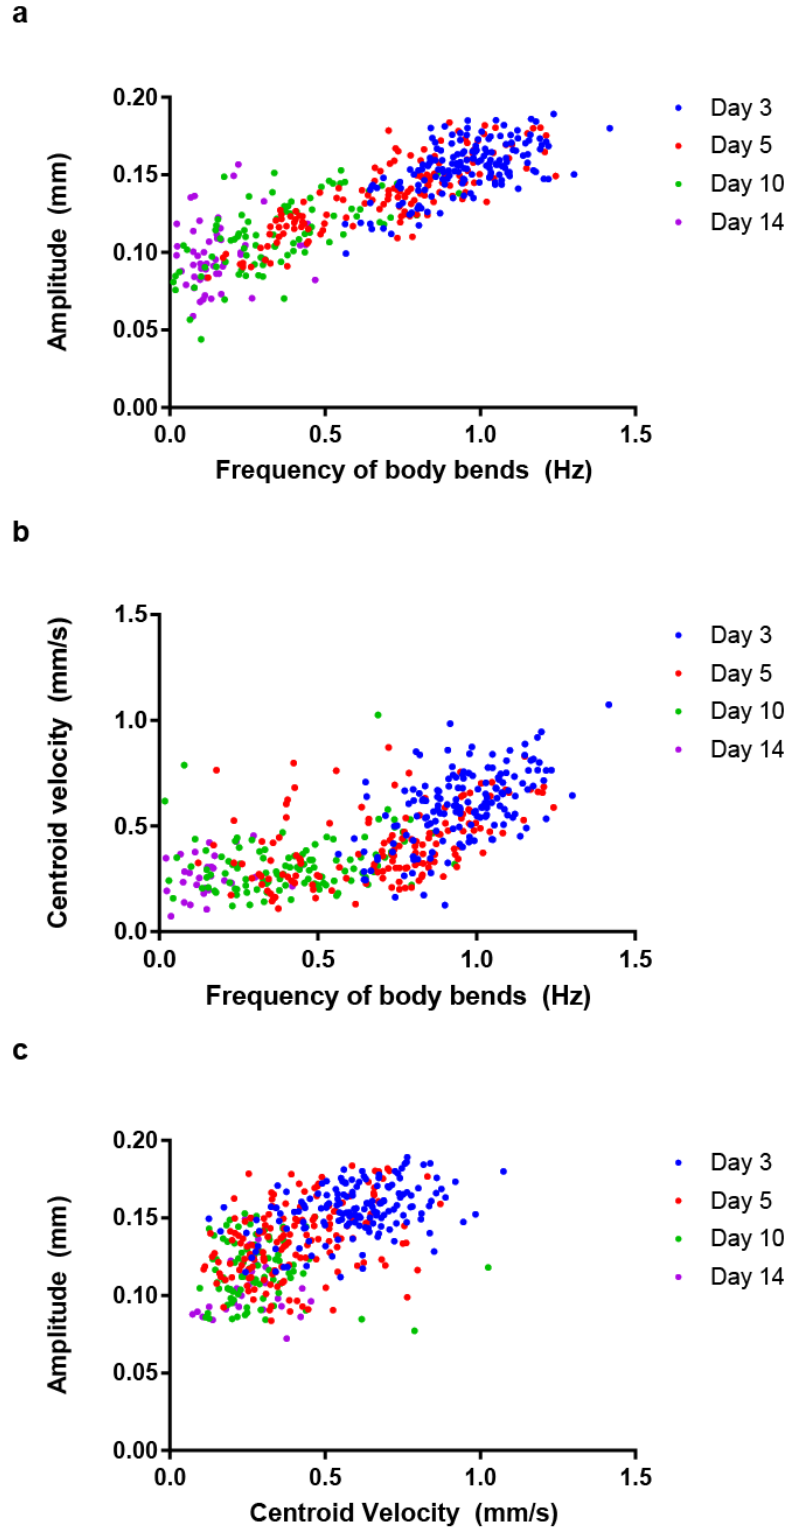 a
0.20
0.15
0.10
0.05
0.00
Amplitude (mm)
0.0 0.5 1.0 1.5
Frequency of body bends (Hz)
Day 3
Day 5
Day 10
Day 14
b
1.5
1.0
0.5
0.0
Centroid velocity (mm/s)
0.0 0.5 1.0 1.5
Frequency of body bends (Hz)
Day 3
Day 5
Day 10
Day 14
c
0.20
0.15
0.10
0.05
0.00
Amplitude (mm)
0.0 0.5 1.0 1.5
Centroid Velocity (mm/s)
Day 3
Day 5
Day 10
Day 14